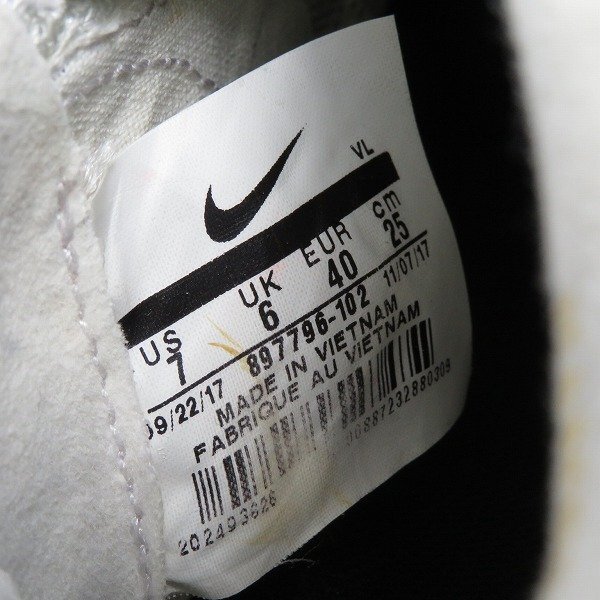 VL
US UK EUR cm
7 6 40 25
09/22/17 897796-102 11/07/17
MADE IN VIETNAM
FABRIQUE AU VIETNAM
00887232880309